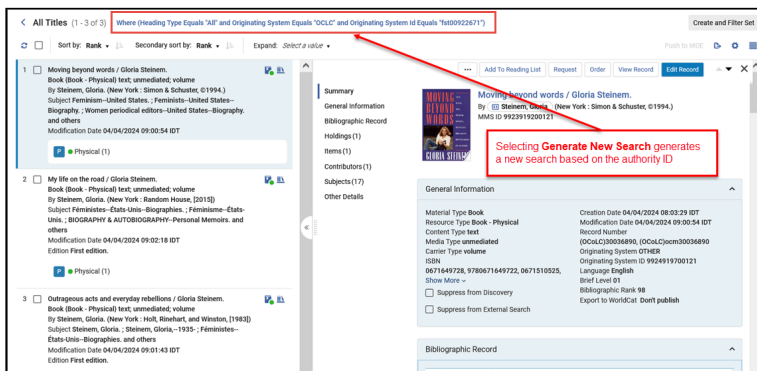 All Titles (1 - 3 of 3) Where (Heading Type Equals "All" and Originating System Equals "OCLC" and Originating System Id Equals "fst00922671")
Create and Filter Set
Sort by: Rank Secondary sort by: Rank Expand: Select a value
Push to MDE
1 Moving beyond words / Gloria Steinem.
Book (Book - Physical) text; unmediated; volume
By Steinem, Gloria. (New York : Simon & Schuster, ©1994.)
Subject Feminism--United States. ; Feminists--United States--
Biography. ; Women periodical editors--United States--Biography.
and others
Modification Date 04/04/2024 09:00:54 IDT
P Physical (1)
2 My life on the road / Gloria Steinem.
Book (Book - Physical) text; unmediated; volume
By Steinem, Gloria. (New York : Random House, [2015])
Subject Féministes--États-Unis--Biographies. ; Féminisme--États-
Unis. ; BIOGRAPHY & AUTOBIOGRAPHY--Personal Memoirs. and
others
Modification Date 04/04/2024 09:02:18 IDT
Edition First edition.
P Physical (1)
3 Outrageous acts and everyday rebellions / Gloria Steinem.
Book (Book - Physical) text; unmediated; volume
By Steinem, Gloria. (New York : Holt, Rinehart, and Winston, [1983])
Subject Steinem, Gloria. ; Steinem, Gloria,--1935- ; Féministes--
États-Unis--Biographies. and others
Modification Date 04/04/2024 09:01:43 IDT
Edition First edition.
Summary
General Information
Bibliographic Record
Holdings (1)
Items (1)
Contributors (1)
Subjects (17)
Other Details
Add To Reading List Request Order View Record Edit Record
MOVING
BEYOND
WORDS
GLORIA STEINEM
Moving beyond words / Gloria Steinem.
By Steinem, Gloria. (New York : Simon & Schuster, ©1994.)
MMS ID 9923919200121
Selecting Generate New Search generates
a new search based on the authority ID
General Information
Material Type Book
Resource Type Book - Physical
Content Type text
Media Type unmediated
Carrier Type volume
ISBN
0671649728, 9780671649722, 0671510525,
Show More
Suppress from Discovery
Suppress from External Search
Creation Date 04/04/2024 08:03:29 IDT
Modification Date 04/04/2024 09:00:54 IDT
Record Number
(OCoLC)30036890, (OCoLC)ocm30036890
Originating System OTHER
Originating System ID 9924919700121
Language English
Brief Level 01
Bibliographic Rank 98
Export to WorldCat Don't publish
Bibliographic Record